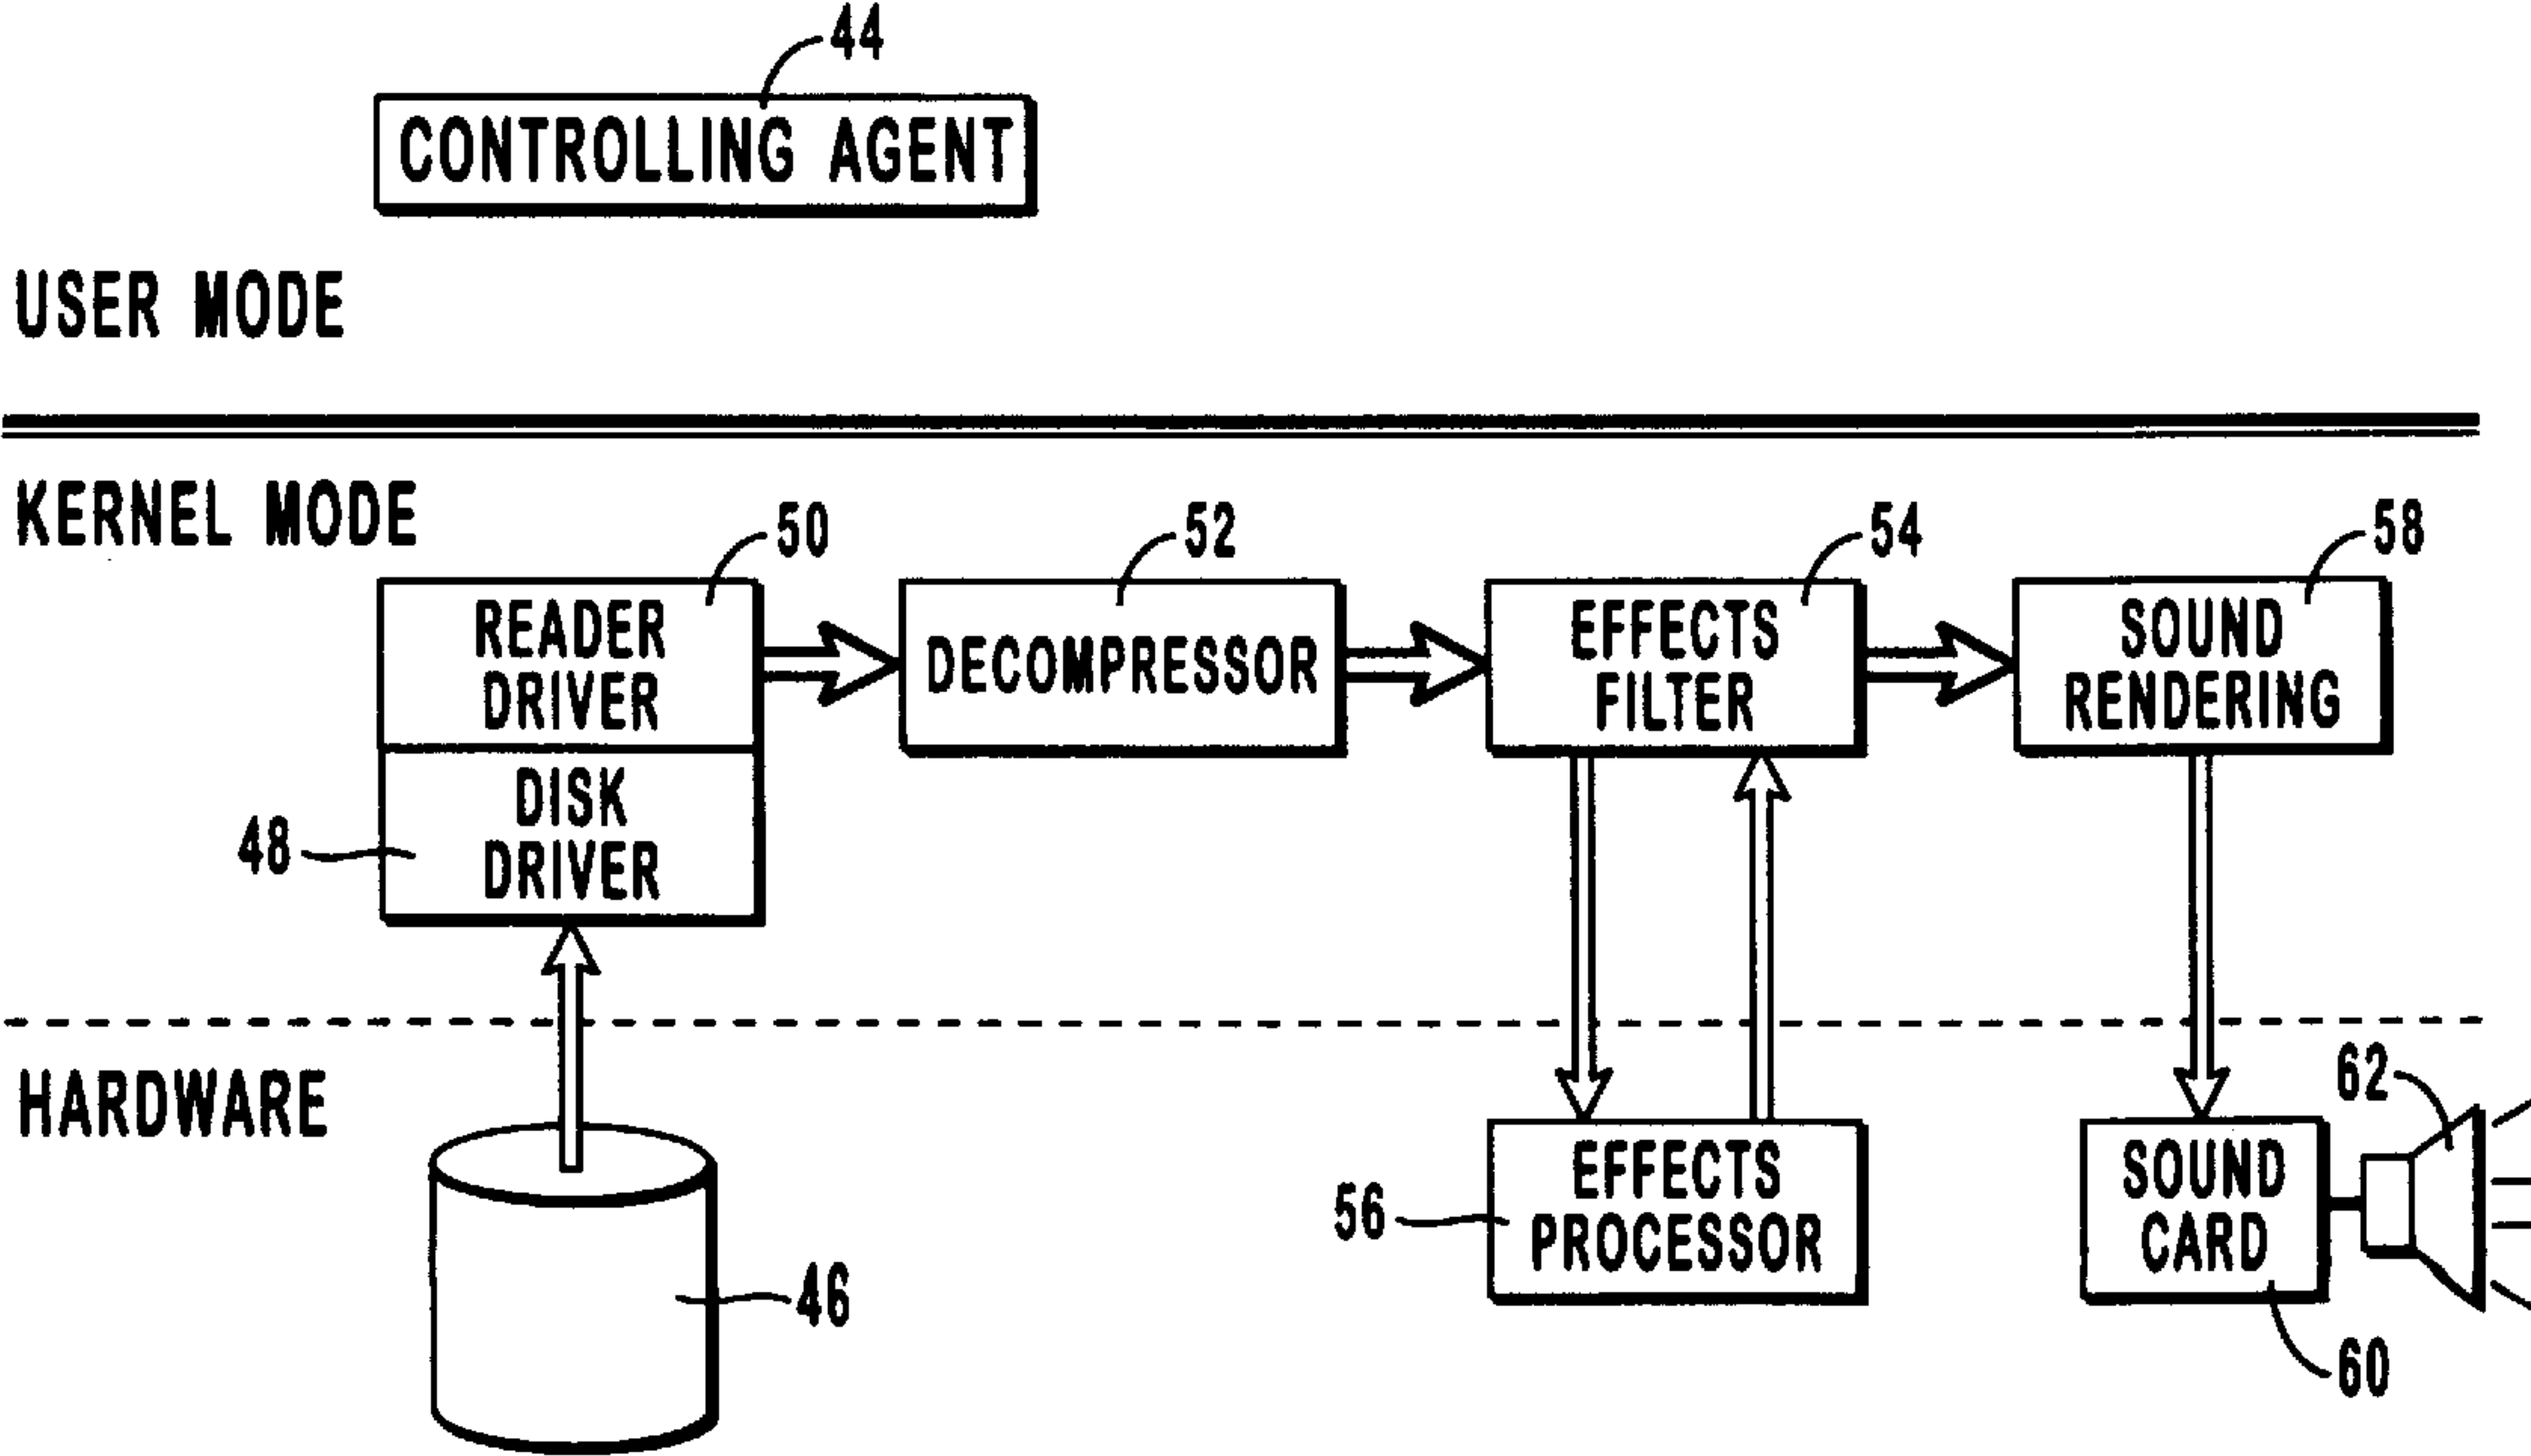 44
CONTROLLING AGENT
USER MODE
KERNEL MODE
50
52
54
58
READER
DRIVER
DECOMPRESSOR
EFFECTS
FILTER
SOUND
RENDERING
48
DISK
DRIVER
HARDWARE
62
56
EFFECTS
PROCESSOR
SOUND
CARD
46
60